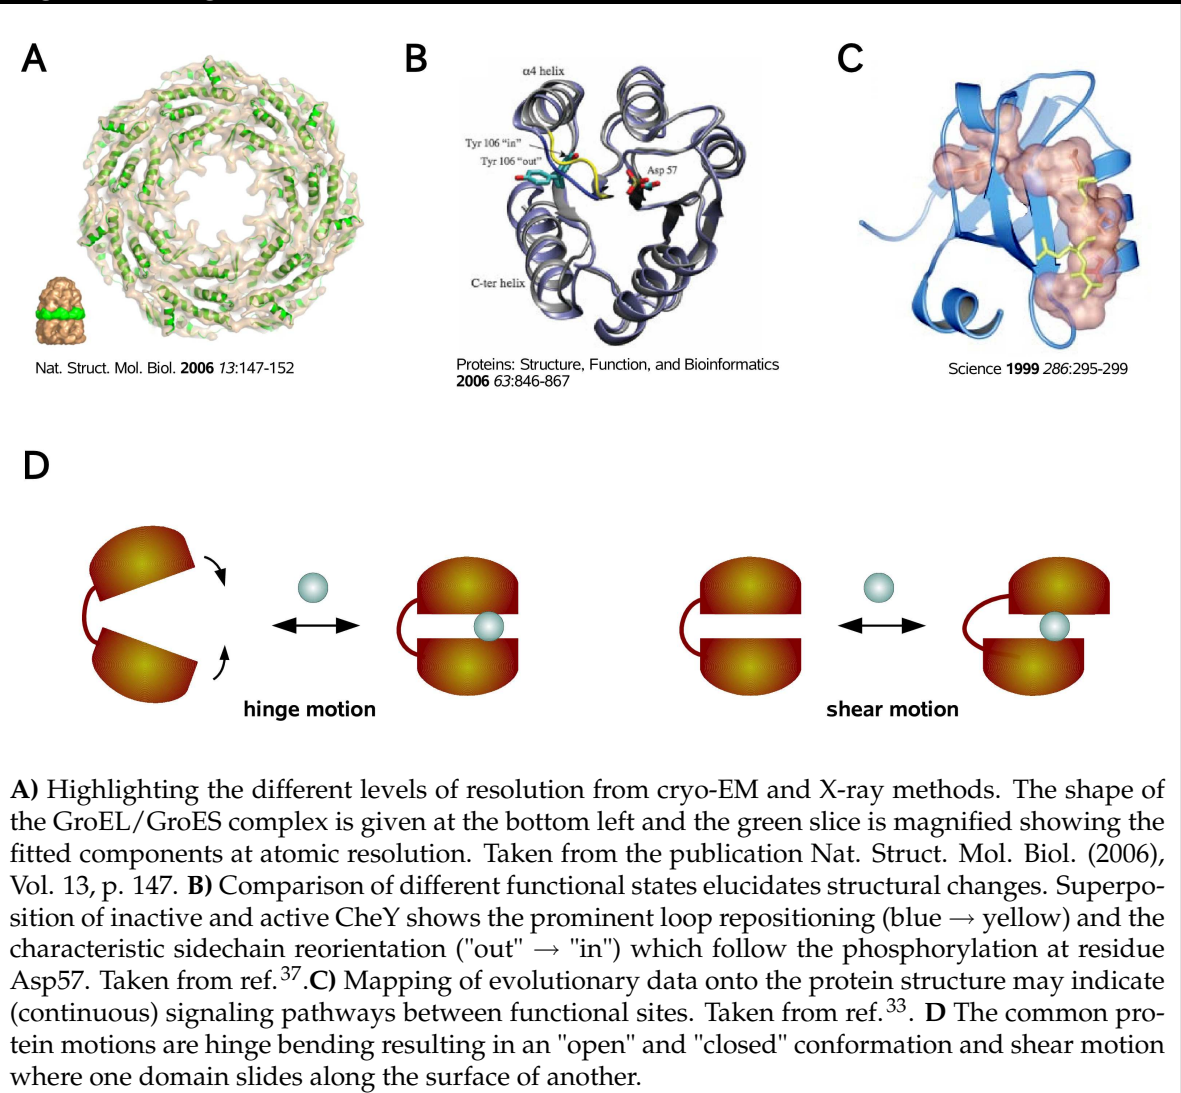 A
B
C
α4 helix
Tyr 106 “in”
Tyr 106 “out”
Asp 57
C-ter helix
Nat. Struct. Mol. Biol. 2006 13:147-152
Proteins: Structure, Function, and Bioinformatics
2006 63:846-867
Science 1999 286:295-299
D
hinge motion
shear motion
A) Highlighting the different levels of resolution from cryo-EM and X-ray methods. The shape of
the GroEL/GroES complex is given at the bottom left and the green slice is magnified showing the
fitted components at atomic resolution. Taken from the publication Nat. Struct. Mol. Biol. (2006),
Vol. 13, p. 147. B) Comparison of different functional states elucidates structural changes. Superpo-
sition of inactive and active CheY shows the prominent loop repositioning (blue → yellow) and the
characteristic sidechain reorientation ("out" → "in") which follow the phosphorylation at residue
Asp57. Taken from ref.37.C) Mapping of evolutionary data onto the protein structure may indicate
(continuous) signaling pathways between functional sites. Taken from ref.33. D The common pro-
tein motions are hinge bending resulting in an "open" and "closed" conformation and shear motion
where one domain slides along the surface of another.